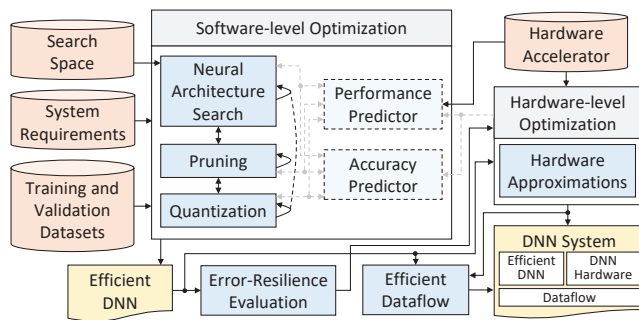 Software-level Optimization
Search
Space
System
Requirements
Training and
Validation
Datasets
Neural
Architecture
Search
Pruning
Quantization
Performance
Predictor
Accuracy
Predictor
Hardware
Accelerator
Hardware-level
Optimization
Hardware
Approximations
Efficient
DNN
Error-Resilience
Evaluation
Efficient
Dataflow
DNN System
Efficient
DNN
DNN
Hardware
Dataflow